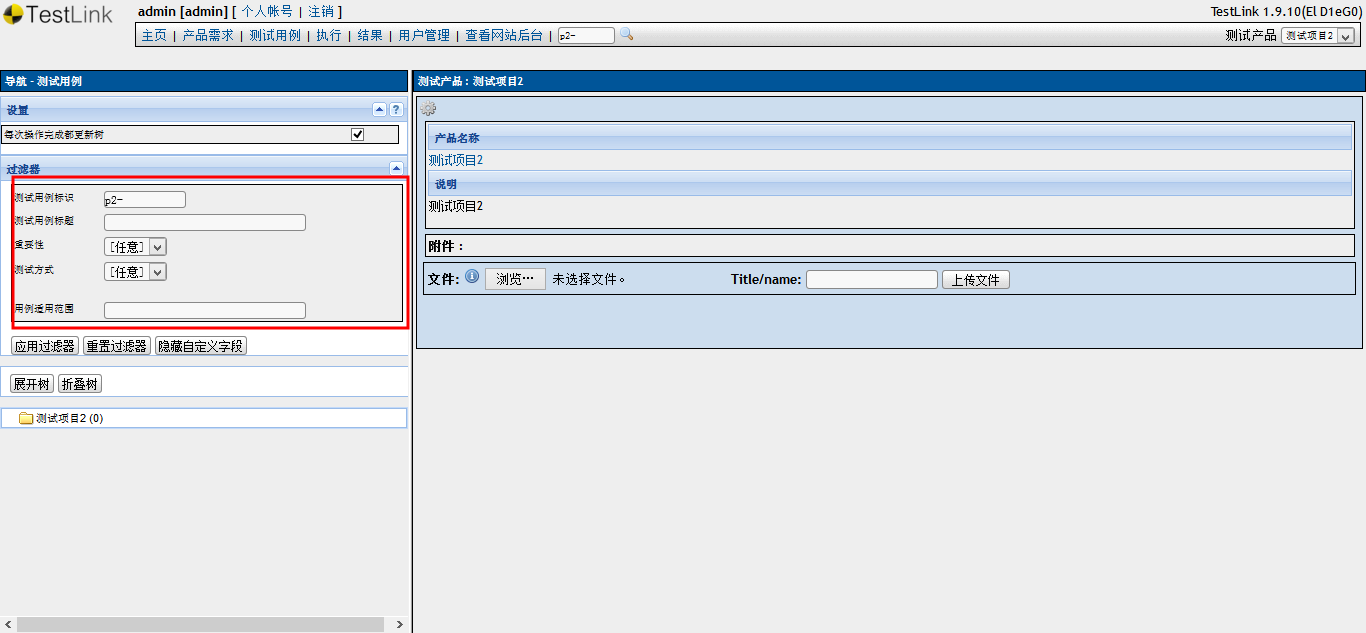 TestLink
admin [admin] [ 个人帐号 | 注销 ]
TestLink 1.9.10(El D1eG0)
主页 | 产品需求 | 测试用例 | 执行 | 结果 | 用户管理 | 查看网站后台 | p2-
测试产品 测试项目2
导航 - 测试用例
设置
?
每次操作完成都更新树
过滤器
测试用例标识 p2-
测试用例标题
重要性 [任意]
测试方式 [任意]
用例适用范围
应用过滤器 重置过滤器 隐藏自定义字段
展开树 折叠树
测试项目2 (0)
测试产品 : 测试项目2
产品名称
测试项目2
说明
测试项目2
附件 :
文件: i 浏览… 未选择文件。 Title/name: 上传文件